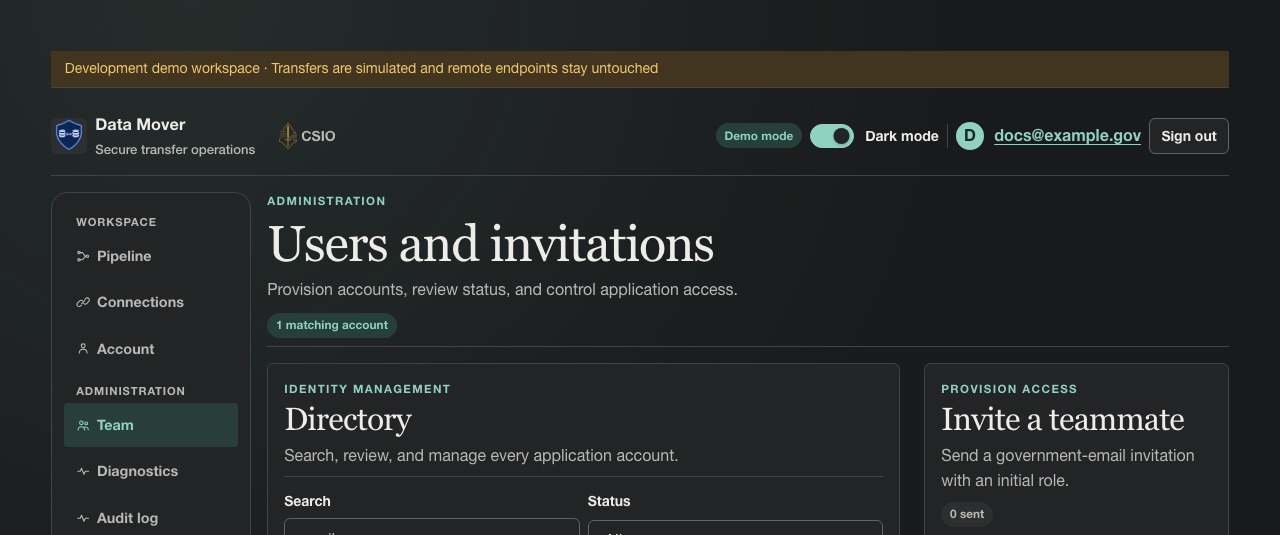 Development demo workspace · Transfers are simulated and remote endpoints stay untouched
Data Mover
Secure transfer operations
CSIO
Demo mode
Dark mode
D
docs@example.gov
Sign out
WORKSPACE
Pipeline
Connections
Account
ADMINISTRATION
Team
Diagnostics
Audit log
ADMINISTRATION
Users and invitations
Provision accounts, review status, and control application access.
1 matching account
IDENTITY MANAGEMENT
Directory
Search, review, and manage every application account.
Search
Status
PROVISION ACCESS
Invite a teammate
Send a government-email invitation
with an initial role.
0 sent